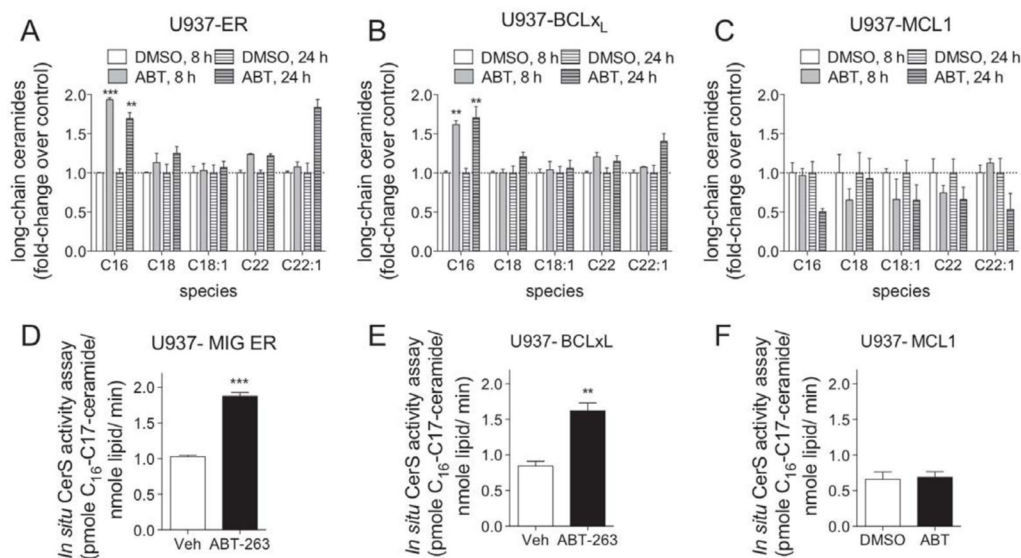 A
U937-ER
DMSO, 8 h DMSO, 24 h
ABT, 8 h ABT, 24 h
long-chain ceramides
(fold-change over control)
2.0
1.5
1.0
0.5
0.0
*** **
C16 C18 C18:1 C22 C22:1
species
B
U937-BCLxL
DMSO, 8 h DMSO, 24 h
ABT, 8 h ABT, 24 h
long-chain ceramides
(fold-change over control)
2.0
1.5
1.0
0.5
0.0
** **
C16 C18 C18:1 C22 C22:1
species
C
U937-MCL1
DMSO, 8 h DMSO, 24 h
ABT, 8 h ABT, 24 h
long-chain ceramides
(fold-change over control)
2.0
1.5
1.0
0.5
0.0
C16 C18 C18:1 C22 C22:1
species
D
U937- MIG ER
In situ CerS activity assay
(pmole C16-C17-ceramide/
nmole lipid/ min)
2.0
1.5
1.0
0.5
0.0
***
Veh ABT-263
E
U937- BCLxL
In situ CerS activity assay
(pmole C16-C17-ceramide/
nmole lipid/ min)
2.0
1.5
1.0
0.5
0.0
**
Veh ABT-263
F
U937- MCL1
In situ CerS activity assay
(pmole C16-C17-ceramide/
nmole lipid/ min)
2.0
1.5
1.0
0.5
0.0
DMSO ABT